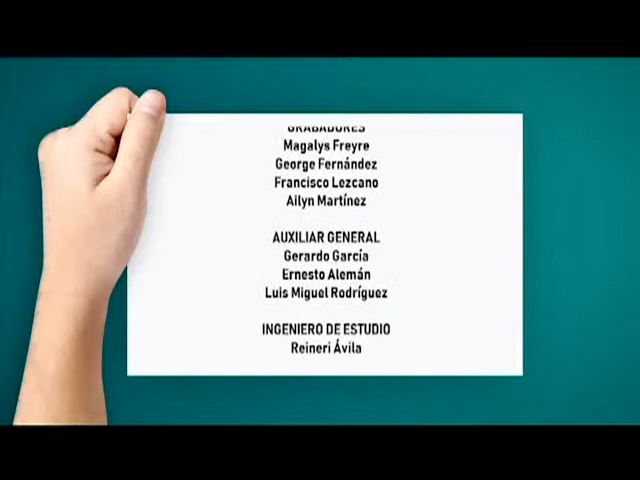 GRABADORES
Magalys Freyre
George Fernández
Francisco Lezcano
Ailyn Martínez
AUXILIAR GENERAL
Gerardo García
Ernesto Alemán
Luis Miguel Rodríguez
INGENIERO DE ESTUDIO
Reineri Ávila